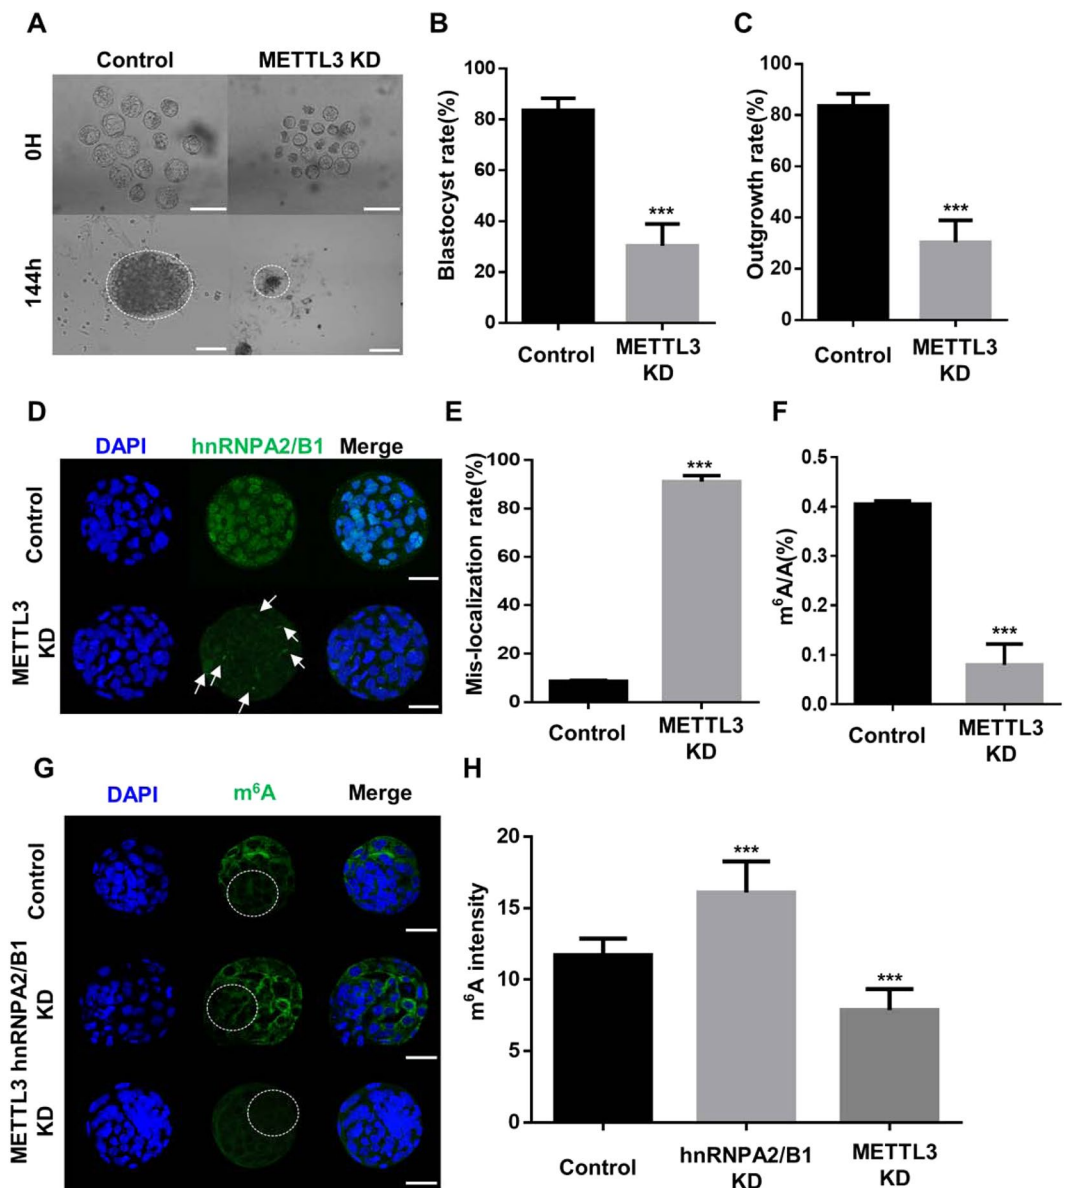 A
Control METTL3 KD
0H
144h
B
Blastocyst rate(%)
100
80
60
40
20
0
***
Control METTL3
KD
C
Outgrowth rate(%)
100
80
60
40
20
0
***
Control METTL3
KD
D
DAPI hnRNPA2/B1 Merge
Control
METTL3
KD
E
Mis-localization rate(%)
100
80
60
40
20
0
***
Control METTL3
KD
F
m⁶A/A(%)
0.5
0.4
0.3
0.2
0.1
0.0
***
Control METTL3
KD
G
DAPI m⁶A Merge
Control
hnRNPA2/B1
KD
METTL3
KD
H
m⁶A intensity
20
15
10
5
0
***
***
Control hnRNPA2/B1 METTL3
KD KD